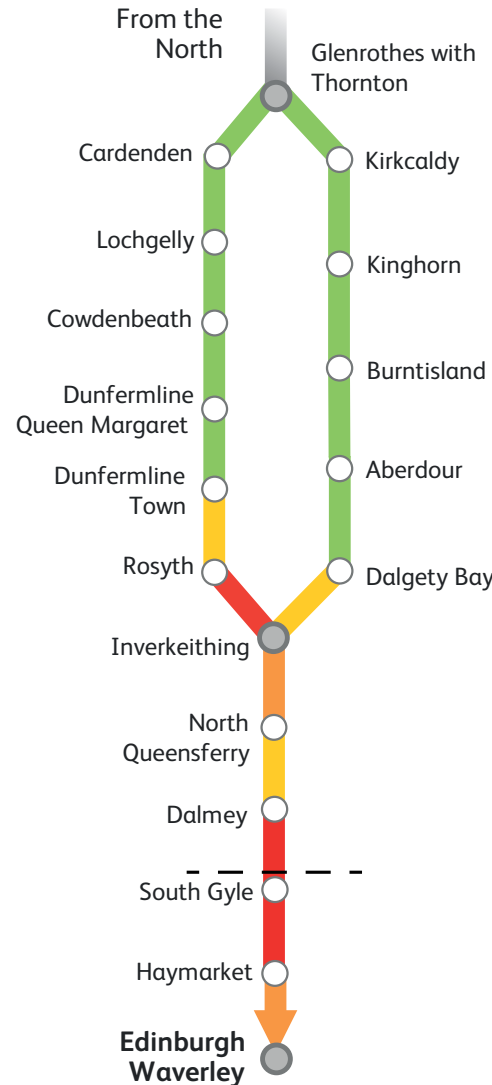 From the
North
Glenrothes with
Thornton
Cardenden
Kirkcaldy
Lochgelly
Kinghorn
Cowdenbeath
Burntisland
Dunfermline
Queen Margaret
Aberdour
Dunfermline
Town
Rosyth
Dalgety Bay
Inverkeithing
North
Queensferry
Dalmey
South Gyle
Haymarket
Edinburgh
Waverley